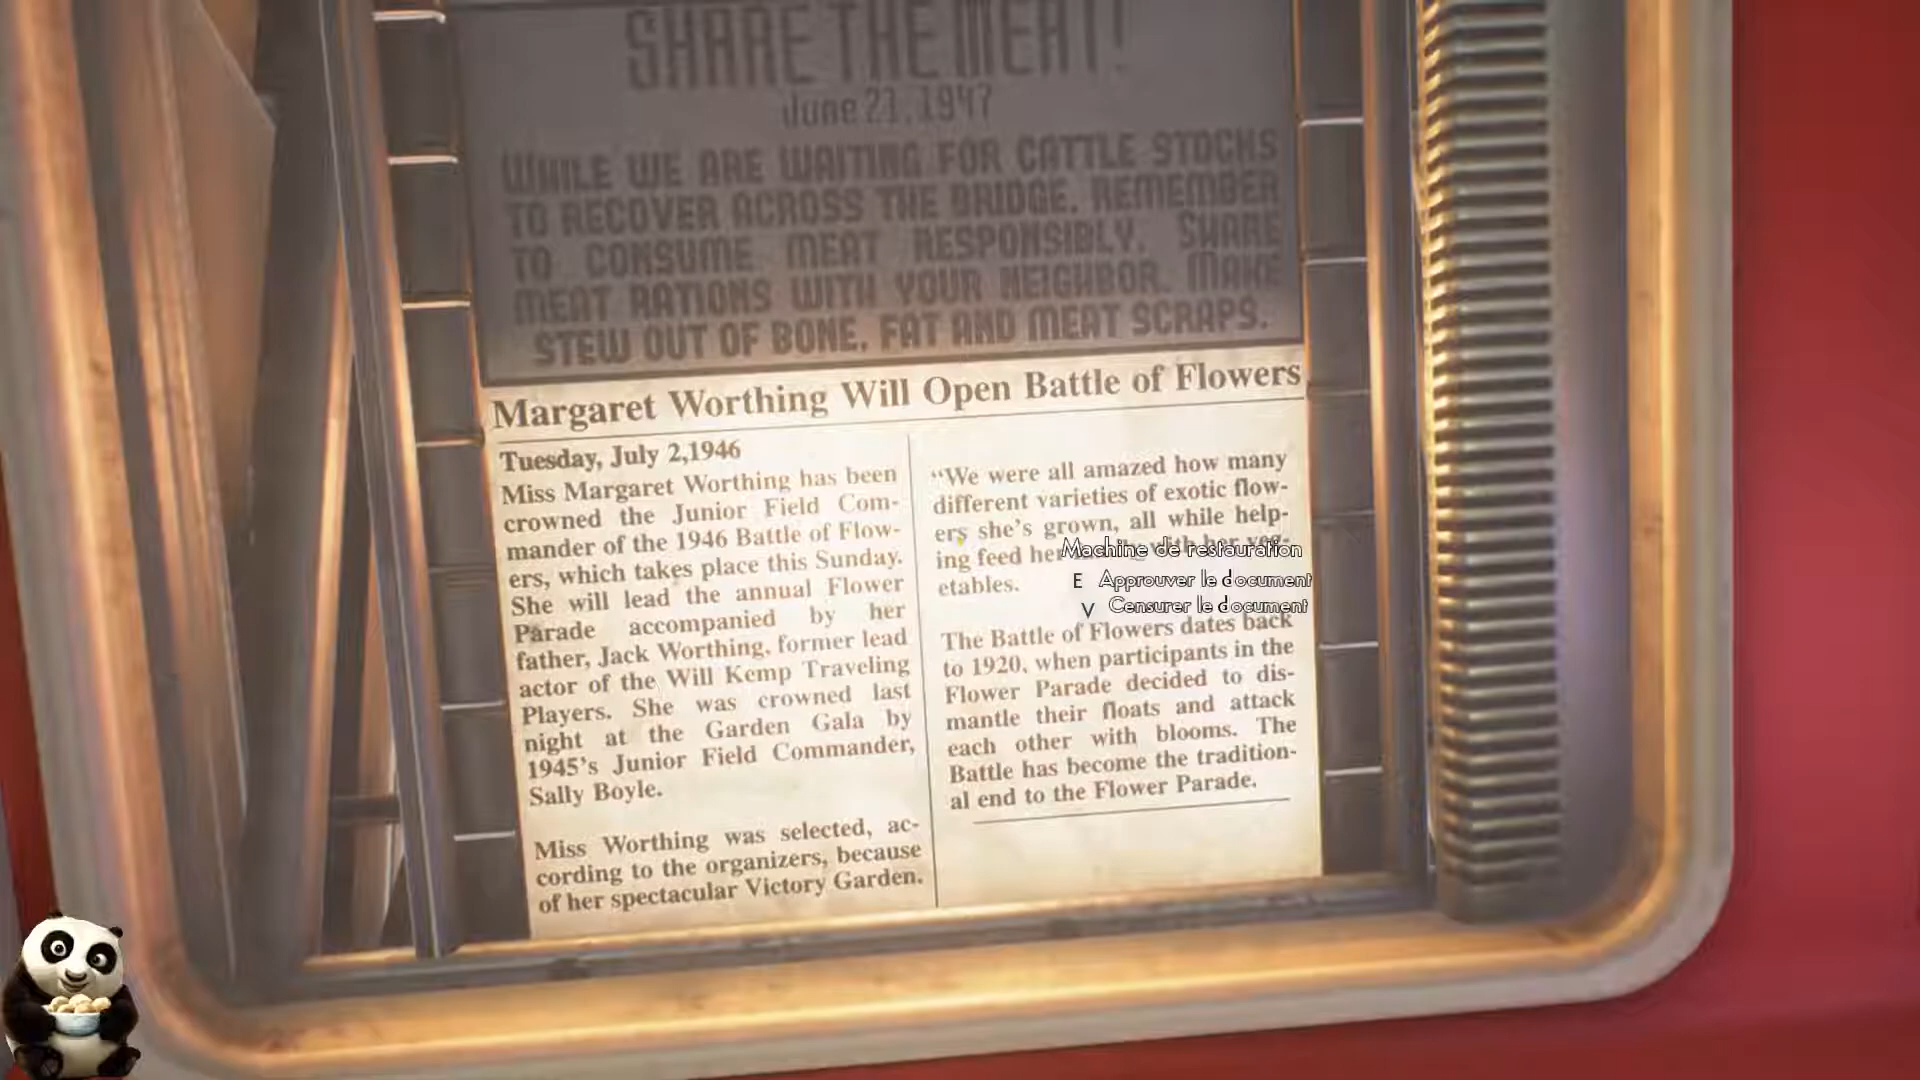 SHARE THE MEAT!
June 21, 1947
WHILE WE ARE WAITING FOR CATTLE STOCKS
TO RECOVER ACROSS THE BRIDGE, REMEMBER
TO CONSUME MEAT RESPONSIBLY. SHARE
MEAT RATIONS WITH YOUR NEIGHBOR. MAKE
STEW OUT OF BONE, FAT AND MEAT SCRAPS.
Margaret Worthing Will Open Battle of Flowers
Tuesday, July 2,1946
Miss Margaret Worthing has been
crowned the Junior Field Com-
mander of the 1946 Battle of Flow-
ers, which takes place this Sunday.
She will lead the annual Flower
Parade accompanied by her
father, Jack Worthing, former lead
actor of the Will Kemp Traveling
Players. She was crowned last
night at the Garden Gala by
1945's Junior Field Commander,
Sally Boyle.
Miss Worthing was selected, ac-
cording to the organizers, because
of her spectacular Victory Garden.
“We were all amazed how many
different varieties of exotic flow-
ers she's grown, all while help-
ing feed her with her veg-
etables.
The Battle of Flowers dates back
to 1920, when participants in the
Flower Parade decided to dis-
mantle their floats and attack
each other with blooms. The
Battle has become the tradition-
al end to the Flower Parade.
Machine de restauration
E Approuver le document
V Censurer le document